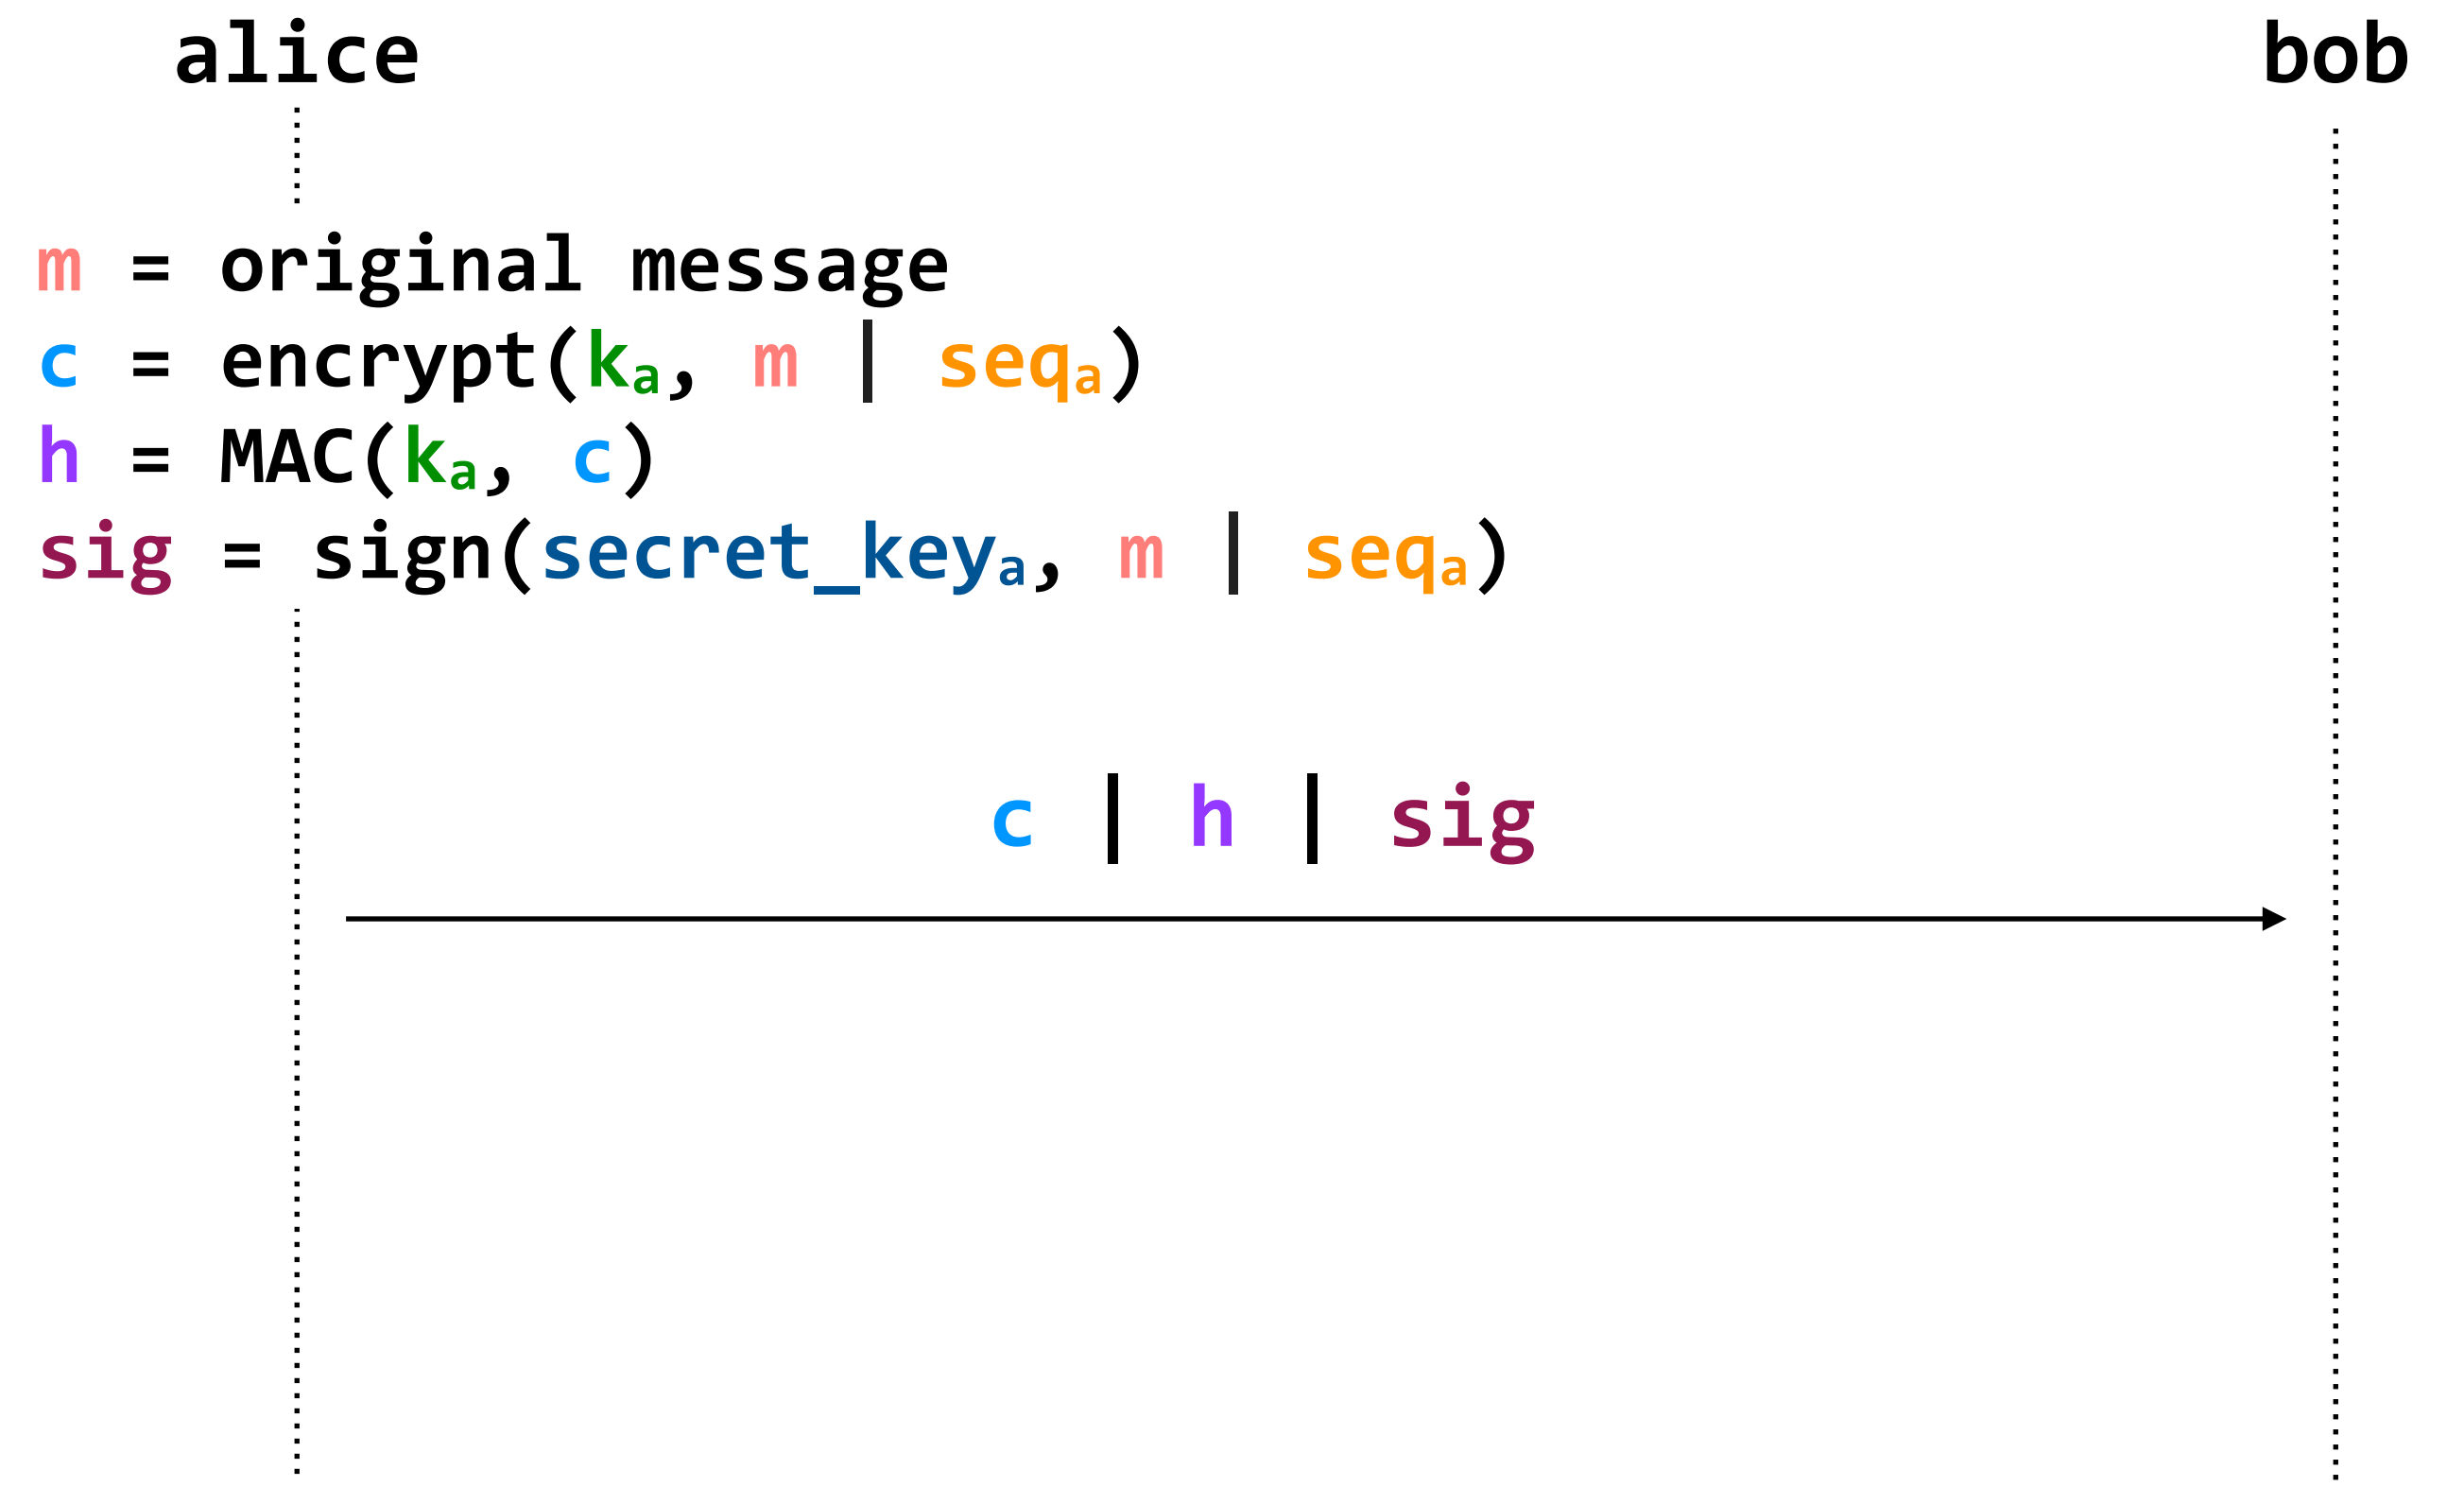 alice bob
m = original message
c = encrypt(kₐ, m | seqₐ)
h = MAC(kₐ, c)
sig = sign(secret_keyₐ, m | seqₐ)
c | h | sig